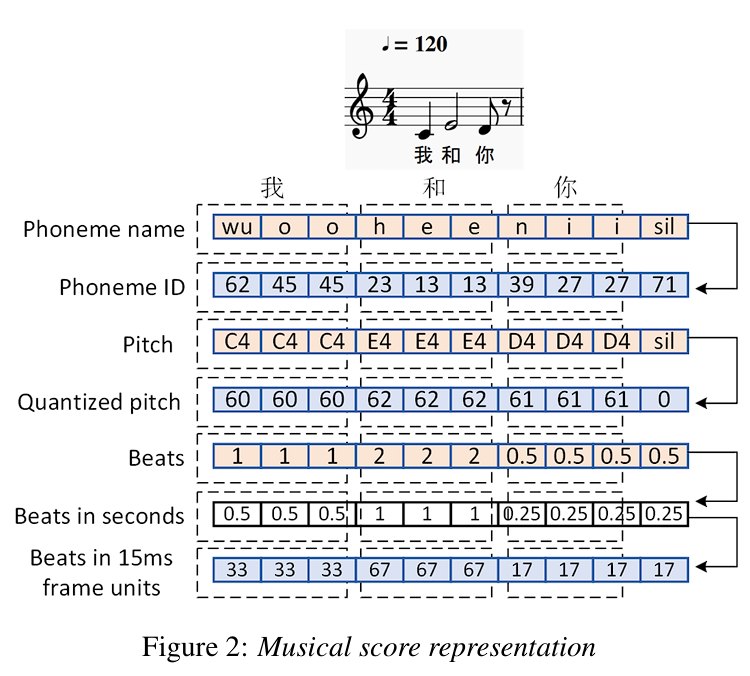 ♩ = 120
4
4
我 和 你
我 和 你
Phoneme name wu o o h e e n i i sil
Phoneme ID 62 45 45 23 13 13 39 27 27 71
Pitch C4 C4 C4 E4 E4 E4 D4 D4 D4 sil
Quantized pitch 60 60 60 62 62 62 61 61 61 0
Beats 1 1 1 2 2 2 0.5 0.5 0.5 0.5
Beats in seconds 0.5 0.5 0.5 1 1 1 0.25 0.25 0.25 0.25
Beats in 15ms
frame units 33 33 33 67 67 67 17 17 17 17
Figure 2: Musical score representation